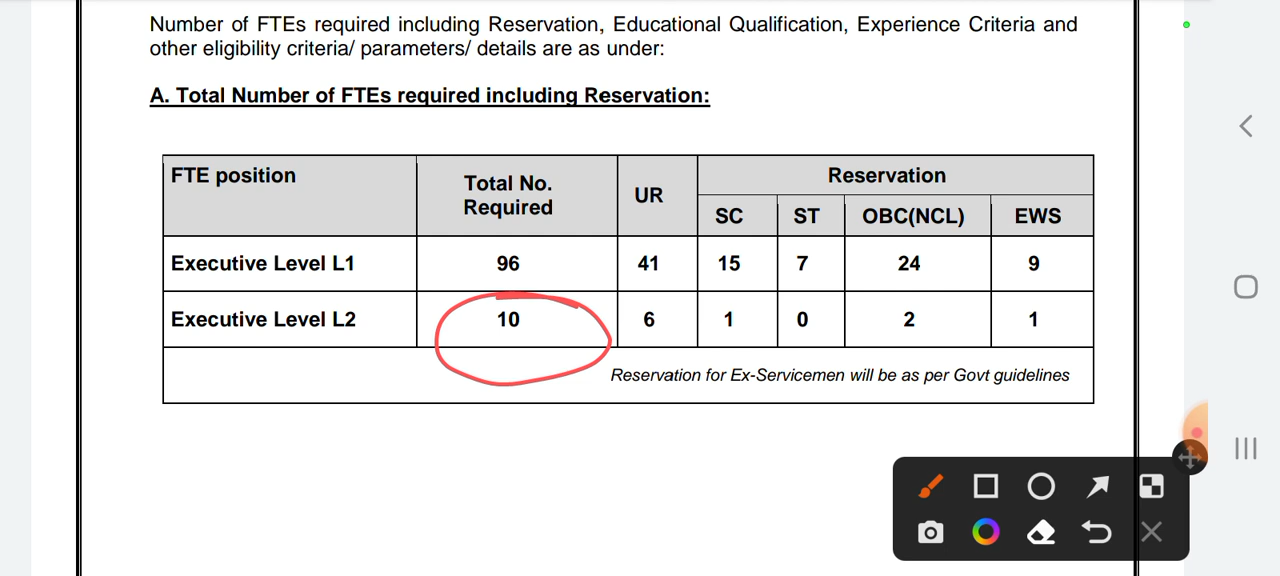 Number of FTEs required including Reservation, Educational Qualification, Experience Criteria and
other eligibility criteria/ parameters/ details are as under:
A. Total Number of FTEs required including Reservation:
FTE position Total No. Required UR Reservation
SC ST OBC(NCL) EWS
Executive Level L1 96 41 15 7 24 9
Executive Level L2 10 6 1 0 2 1
Reservation for Ex-Servicemen will be as per Govt guidelines